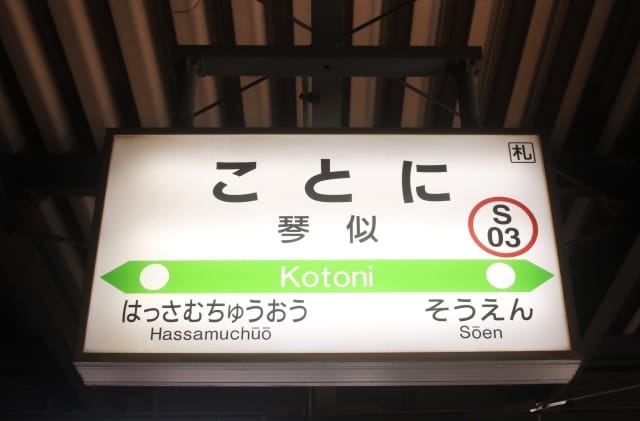 札
ことに
琴似
S
03
Kotoni
はっさむちゅうおう
Hassamuchūō
そうえん
Sōen